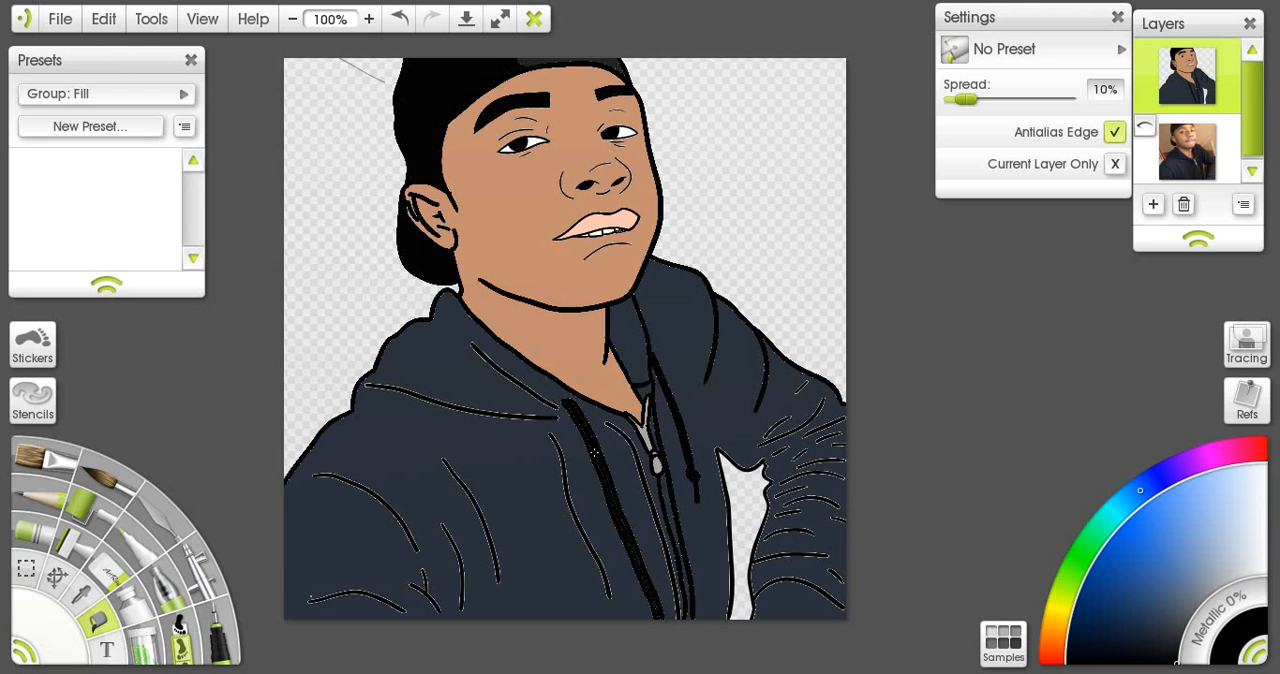 File Edit Tools View Help 100%
Presets
Group: Fill
New Preset...
Stickers
Stencils
T
Settings
No Preset
Spread:
10%
Antialias Edge
Current Layer Only X
Layers
Tracing
Refs
Metallic 0%
Samples